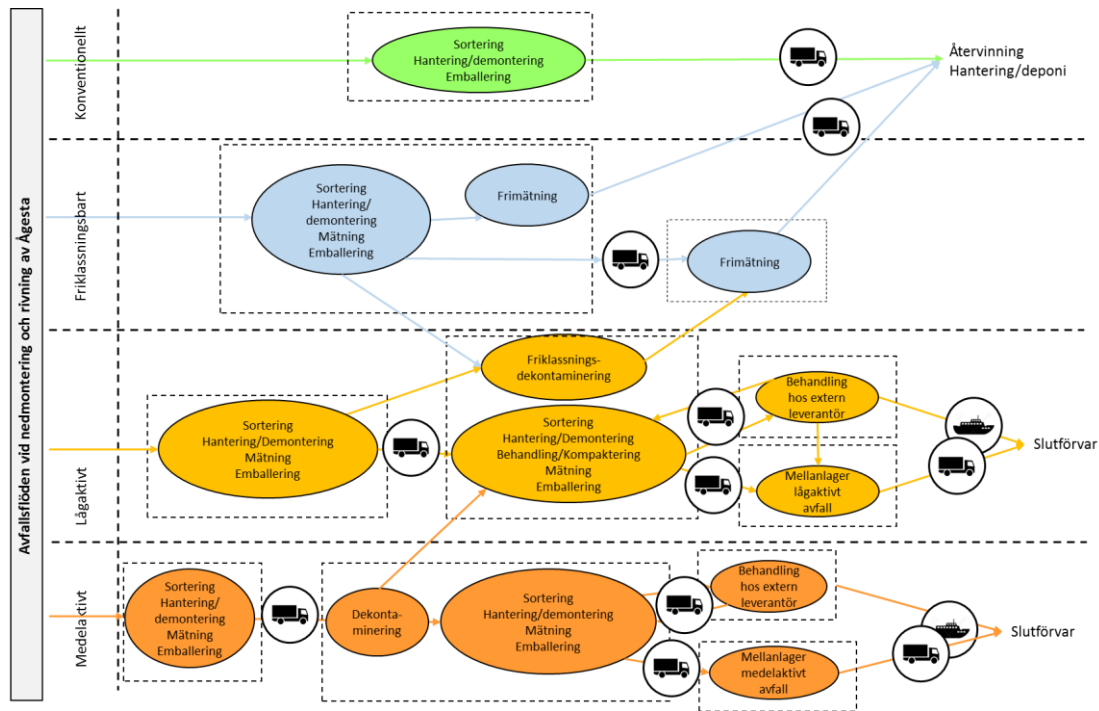 Avfallsflöden vid nedmontering och rivning av Ågesta
Konventionellt
Sortering
Hantering/demontering
Emballering
Återvinning
Hantering/deponi
Friklassningsbart
Sortering
Hantering/
demontering
Mätning
Emballering
Frimätning
Frimätning
Lågaktivt
Friklassnings-
dekontaminering
Sortering
Hantering/Demontering
Mätning
Emballering
Sortering
Hantering/Demontering
Behandling/Kompaktering
Mätning
Emballering
Behandling
hos extern
leverantör
Mellanlager
lågaktivt
avfall
Slutförvar
Medelaktivt
Sortering
Hantering/
demontering
Mätning
Emballering
Dekonta-
minering
Sortering
Hantering/demontering
Mätning
Emballering
Behandling
hos extern
leverantör
Mellanlager
medelaktivt
avfall
Slutförvar